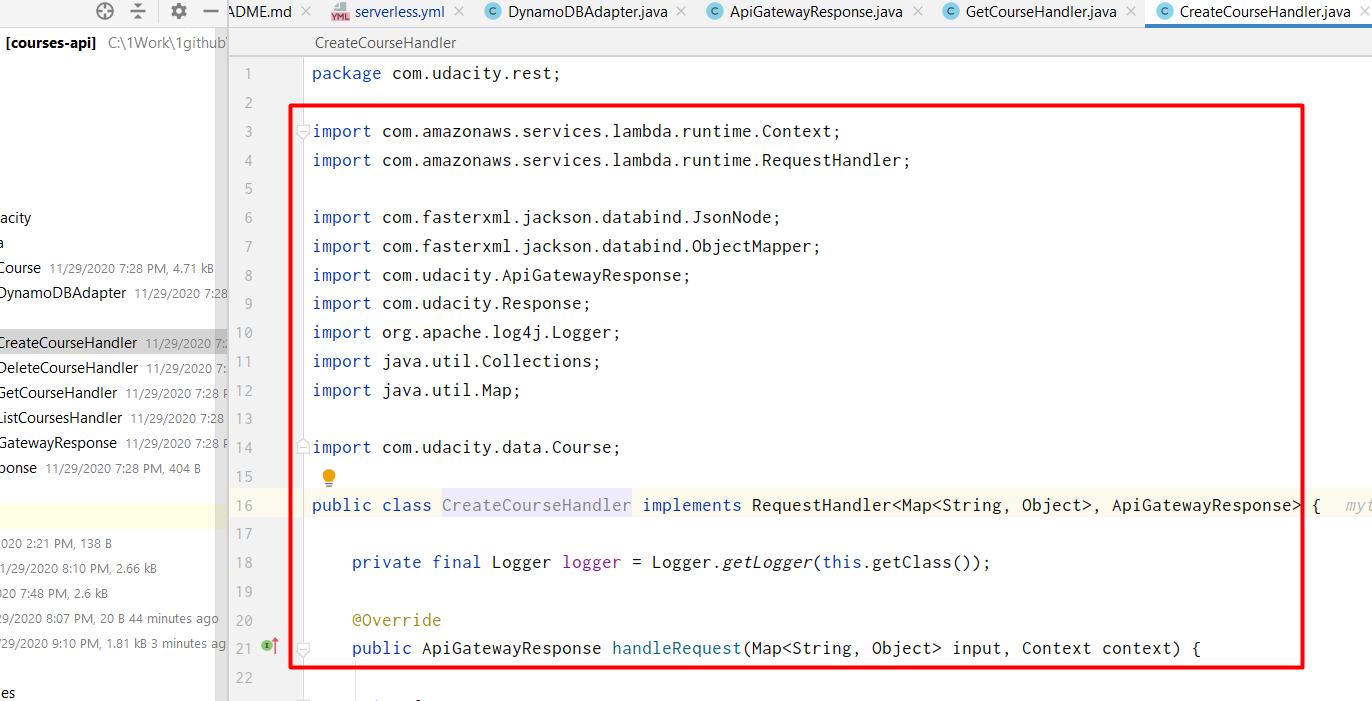 ADME.md
YML serverless.yml
C DynamoDBAdapter.java
C ApiGatewayResponse.java
C GetCourseHandler.java
C CreateCourseHandler.java
[courses-api] C:\1Work\1github\
CreateCourseHandler
acity
a
Course 11/29/2020 7:28 PM, 4.71 kB
DynamoDBAdapter 11/29/2020 7:28
CreateCourseHandler 11/29/2020 7:2
DeleteCourseHandler 11/29/2020 7:
GetCourseHandler 11/29/2020 7:28 P
ListCoursesHandler 11/29/2020 7:28
GatewayResponse 11/29/2020 7:28 P
ponse 11/29/2020 7:28 PM, 404 B
020 2:21 PM, 138 B
1/29/2020 8:10 PM, 2.66 kB
020 7:48 PM, 2.6 kB
29/2020 8:07 PM, 20 B 44 minutes ago
/29/2020 9:10 PM, 1.81 kB 3 minutes ag
es
1 package com.udacity.rest;
2
3 import com.amazonaws.services.lambda.runtime.Context;
4 import com.amazonaws.services.lambda.runtime.RequestHandler;
5
6 import com.fasterxml.jackson.databind.JsonNode;
7 import com.fasterxml.jackson.databind.ObjectMapper;
8 import com.udacity.ApiGatewayResponse;
9 import com.udacity.Response;
10 import org.apache.log4j.Logger;
11 import java.util.Collections;
12 import java.util.Map;
13
14 import com.udacity.data.Course;
15
16 public class CreateCourseHandler implements RequestHandler<Map<String, Object>, ApiGatewayResponse> { myt
17
18 private final Logger logger = Logger.getLogger(this.getClass());
19
20 @Override
21 public ApiGatewayResponse handleRequest(Map<String, Object> input, Context context) {
22